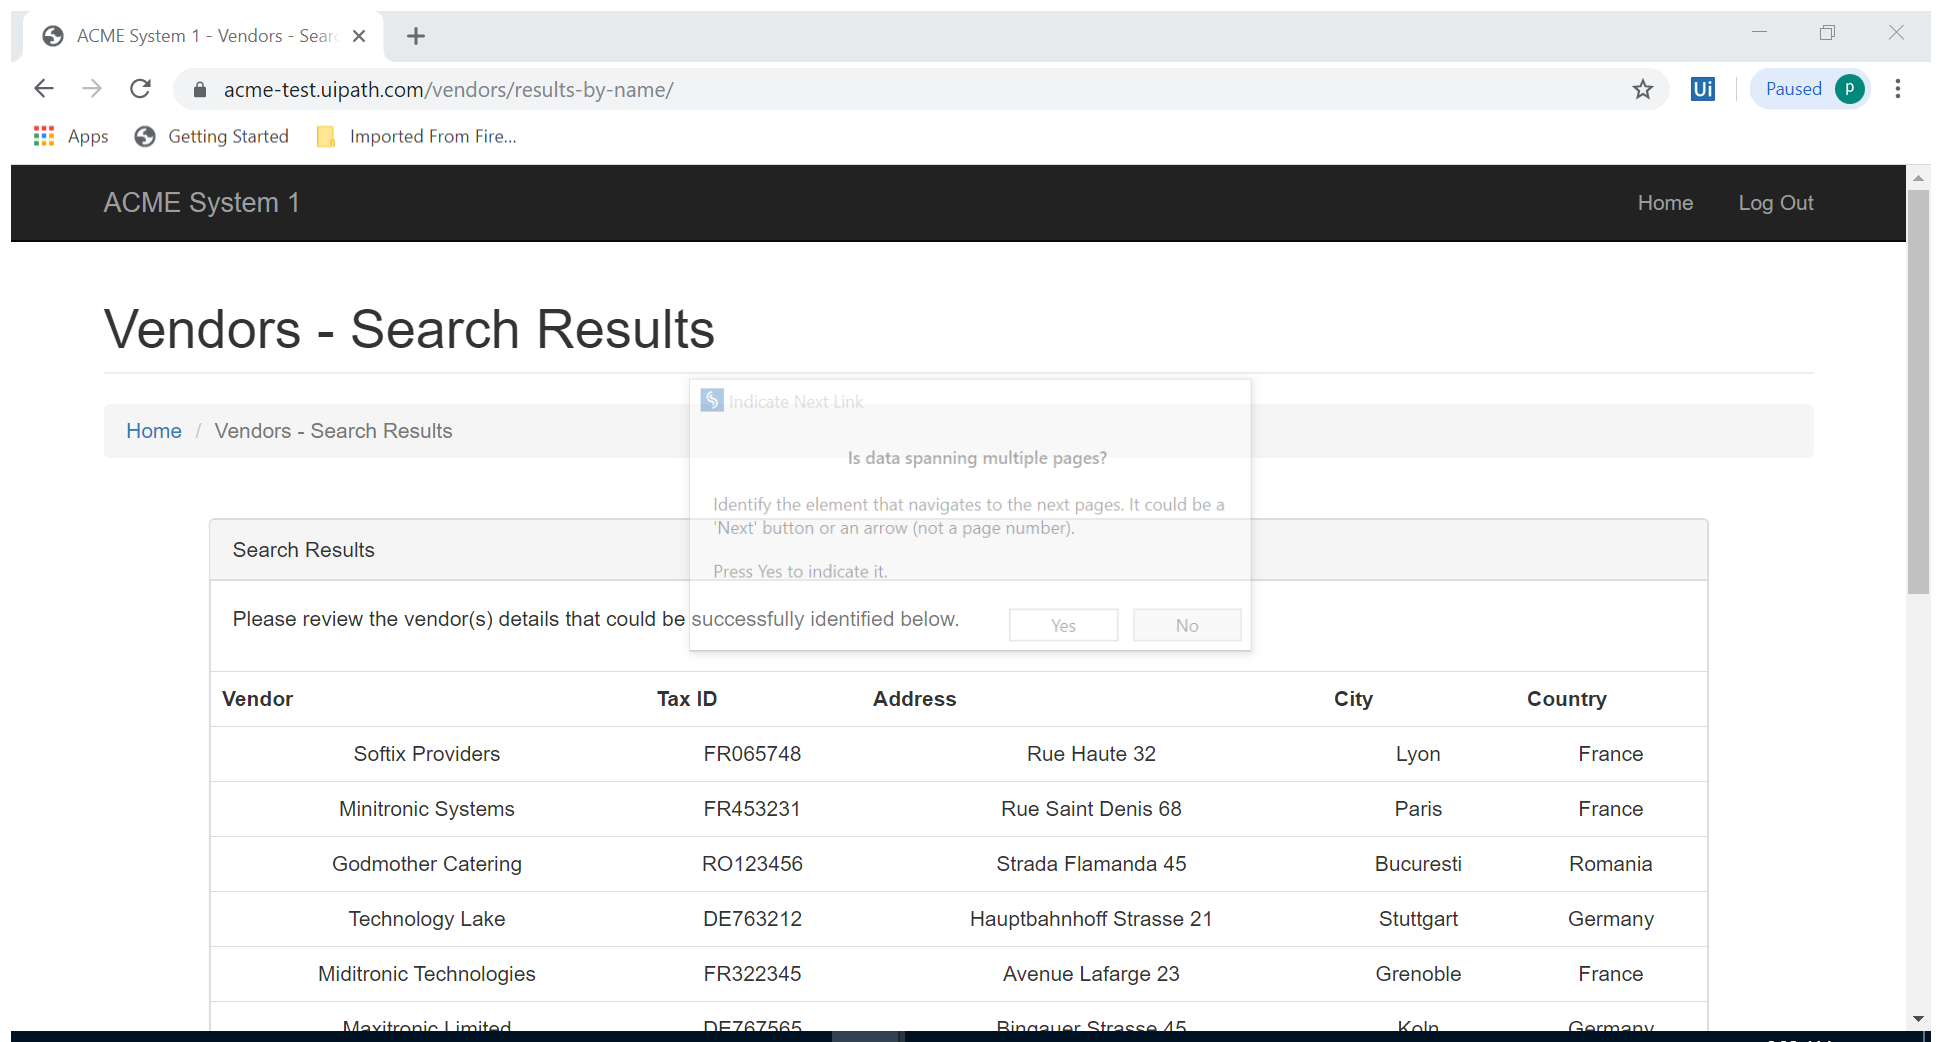 ACME System 1 - Vendors - Sear
acme-test.uipath.com/vendors/results-by-name/
Ui
Paused
P
Apps
Getting Started
Imported From Fire...
ACME System 1
Home
Log Out
Vendors - Search Results
Indicate Next Link
Home / Vendors - Search Results
Is data spanning multiple pages?
Identify the element that navigates to the next pages. It could be a
'Next' button or an arrow (not a page number).
Search Results
Press Yes to indicate it.
Please review the vendor(s) details that could be successfully identified below.
Yes
No
Vendor Tax ID Address City Country
Softix Providers FR065748 Rue Haute 32 Lyon France
Minitronic Systems FR453231 Rue Saint Denis 68 Paris France
Godmother Catering RO123456 Strada Flamanda 45 Bucuresti Romania
Technology Lake DE763212 Hauptbahnhoff Strasse 21 Stuttgart Germany
Miditronic Technologies FR322345 Avenue Lafarge 23 Grenoble France
Maxitronic Limited DE767565 Bingauer Strasse 45 Koln Germany